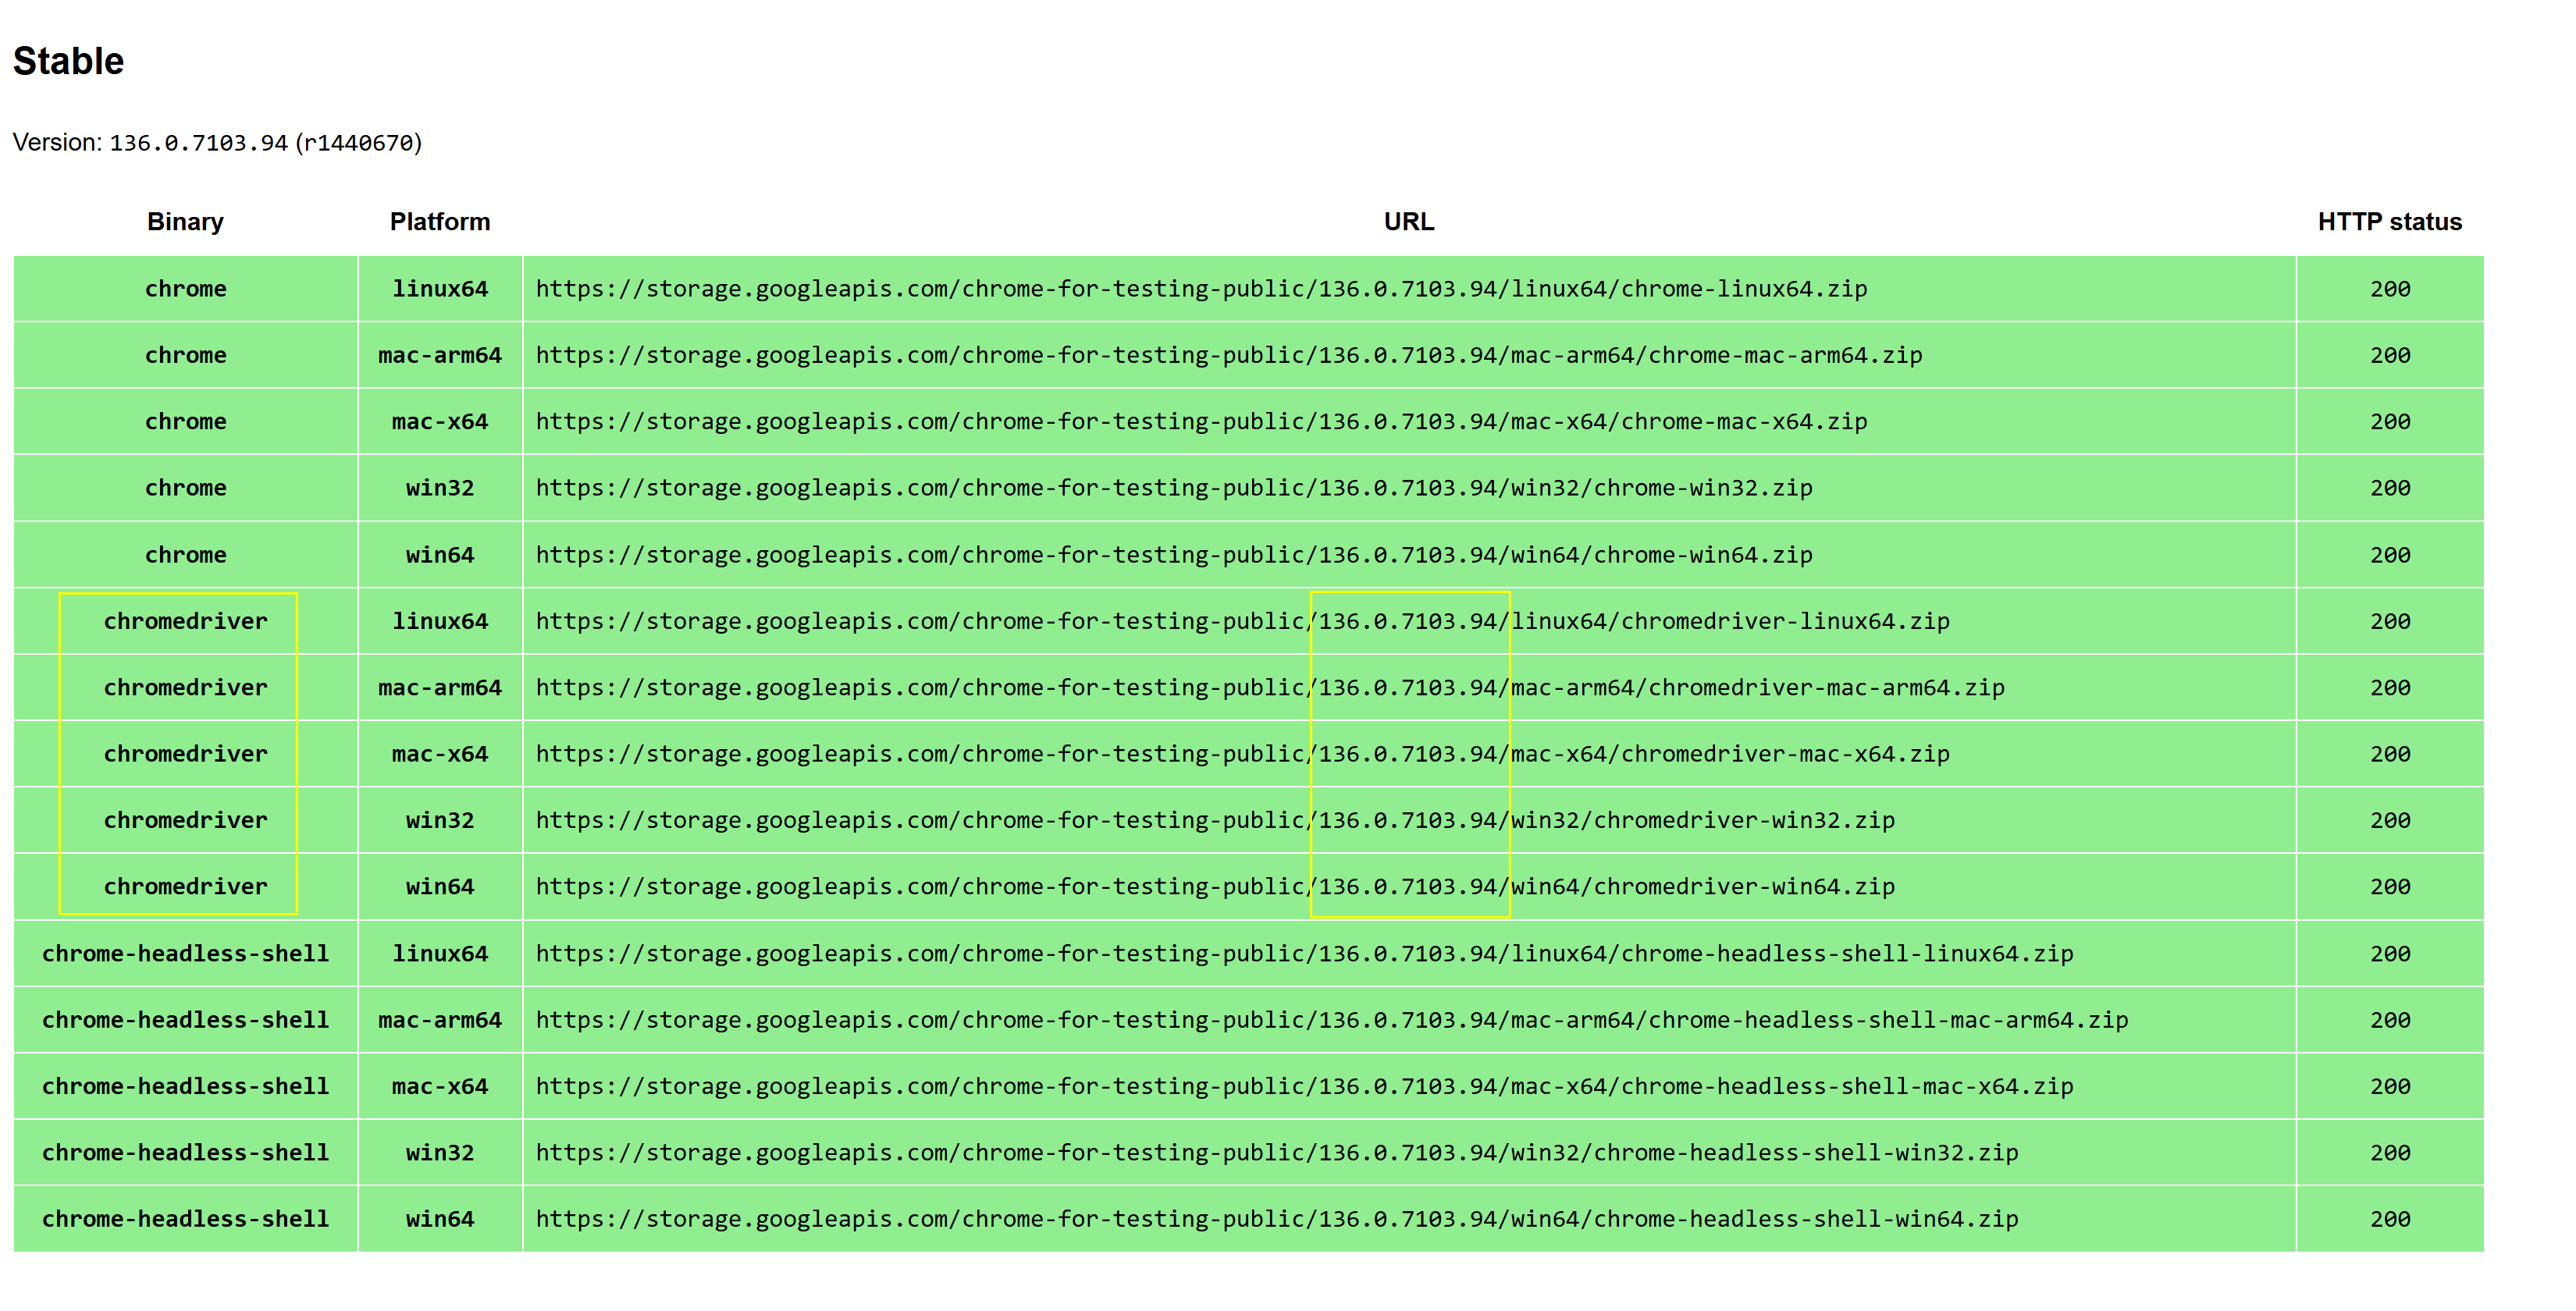 Stable
Version: 136.0.7103.94 (r1440670)
Binary Platform URL HTTP status
chrome linux64 https://storage.googleapis.com/chrome-for-testing-public/136.0.7103.94/linux64/chrome-linux64.zip 200
chrome mac-arm64 https://storage.googleapis.com/chrome-for-testing-public/136.0.7103.94/mac-arm64/chrome-mac-arm64.zip 200
chrome mac-x64 https://storage.googleapis.com/chrome-for-testing-public/136.0.7103.94/mac-x64/chrome-mac-x64.zip 200
chrome win32 https://storage.googleapis.com/chrome-for-testing-public/136.0.7103.94/win32/chrome-win32.zip 200
chrome win64 https://storage.googleapis.com/chrome-for-testing-public/136.0.7103.94/win64/chrome-win64.zip 200
chromedriver linux64 https://storage.googleapis.com/chrome-for-testing-public/136.0.7103.94/linux64/chromedriver-linux64.zip 200
chromedriver mac-arm64 https://storage.googleapis.com/chrome-for-testing-public/136.0.7103.94/mac-arm64/chromedriver-mac-arm64.zip 200
chromedriver mac-x64 https://storage.googleapis.com/chrome-for-testing-public/136.0.7103.94/mac-x64/chromedriver-mac-x64.zip 200
chromedriver win32 https://storage.googleapis.com/chrome-for-testing-public/136.0.7103.94/win32/chromedriver-win32.zip 200
chromedriver win64 https://storage.googleapis.com/chrome-for-testing-public/136.0.7103.94/win64/chromedriver-win64.zip 200
chrome-headless-shell linux64 https://storage.googleapis.com/chrome-for-testing-public/136.0.7103.94/linux64/chrome-headless-shell-linux64.zip 200
chrome-headless-shell mac-arm64 https://storage.googleapis.com/chrome-for-testing-public/136.0.7103.94/mac-arm64/chrome-headless-shell-mac-arm64.zip 200
chrome-headless-shell mac-x64 https://storage.googleapis.com/chrome-for-testing-public/136.0.7103.94/mac-x64/chrome-headless-shell-mac-x64.zip 200
chrome-headless-shell win32 https://storage.googleapis.com/chrome-for-testing-public/136.0.7103.94/win32/chrome-headless-shell-win32.zip 200
chrome-headless-shell win64 https://storage.googleapis.com/chrome-for-testing-public/136.0.7103.94/win64/chrome-headless-shell-win64.zip 200